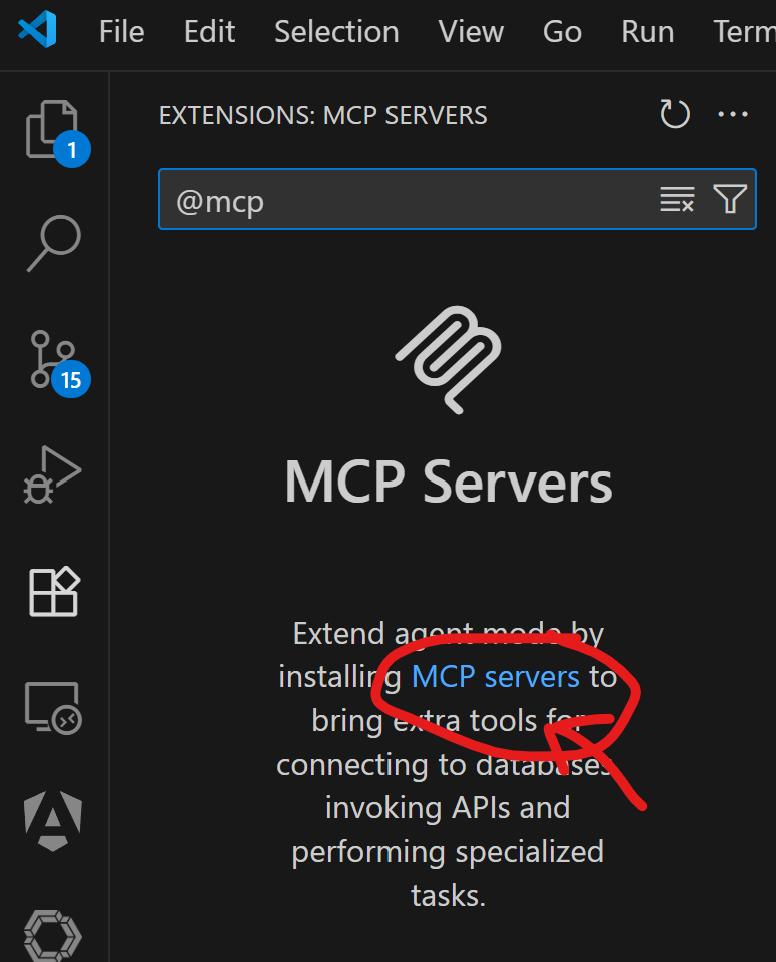 File Edit Selection View Go Run Term
EXTENSIONS: MCP SERVERS
1
@mcp
15
MCP Servers
Extend agent mode by
installing MCP servers to
bring extra tools for
connecting to databases
invoking APIs and
performing specialized
tasks.